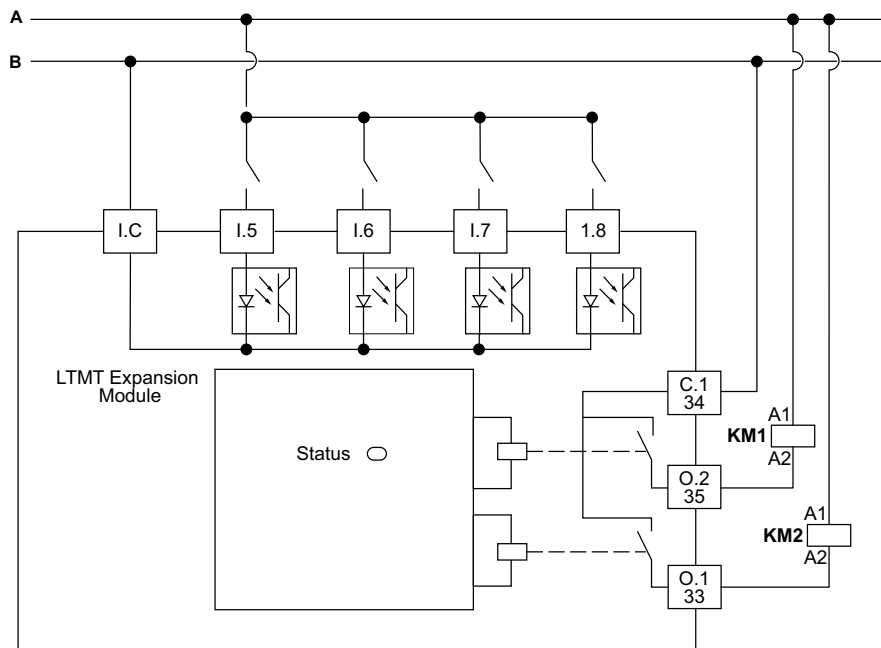 A
B
I.C
I.5
I.6
I.7
1.8
LTMT Expansion
Module
C.1
34
A1
KM1
A2
Status
O.2
35
A1
KM2
A2
O.1
33